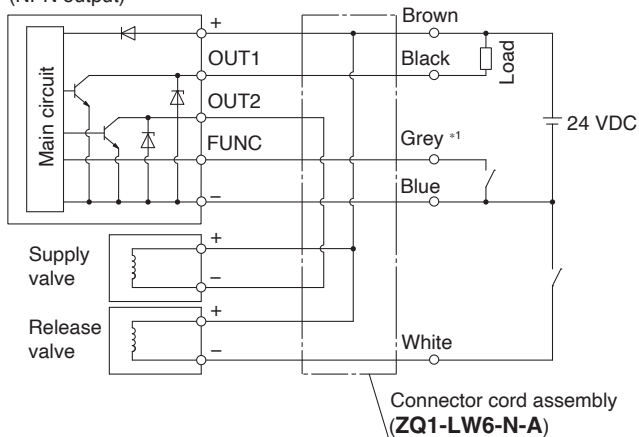 (NPN output)
Main circuit
+
OUT1
OUT2
FUNC
−
Brown
Black
Load
Grey *1
Blue
24 VDC
Supply
valve
+
−
Release
valve
+
−
White
Connector cord assembly
(ZQ1-LW6-N-A)